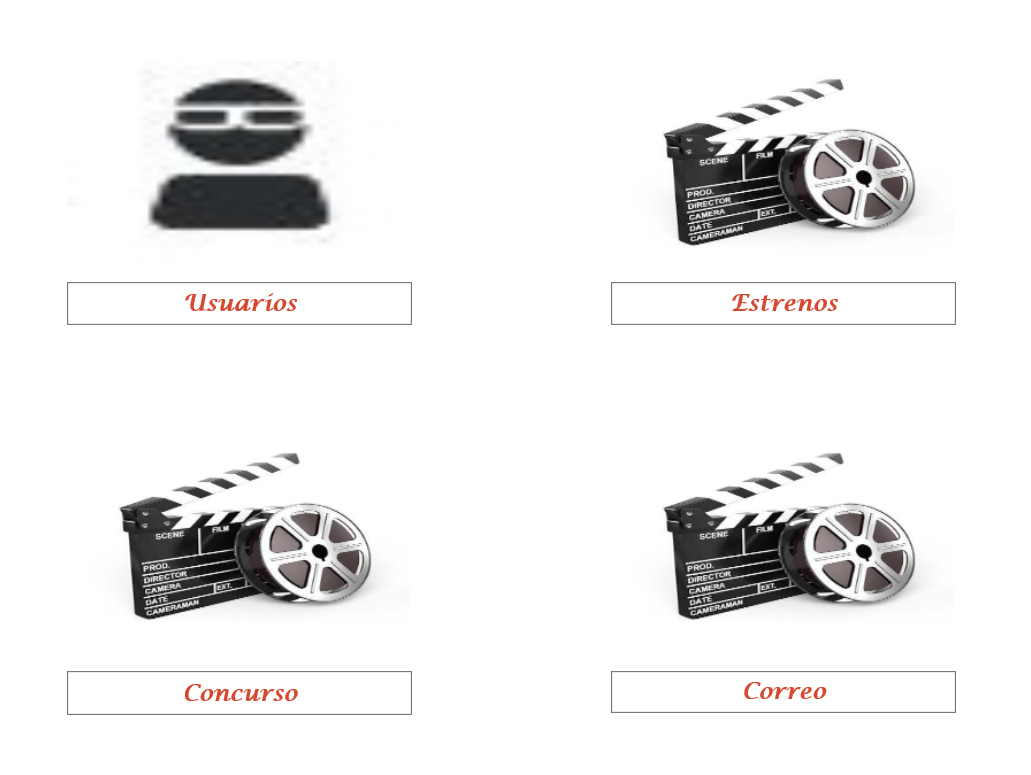 SCENE FILM
PROD.
DIRECTOR
CAMERA EXT.
DATE
CAMERAMAN
Usuarios
Estrenos
SCENE FILM
PROD.
DIRECTOR
CAMERA EXT.
DATE
CAMERAMAN
SCENE FILM
PROD.
DIRECTOR
CAMERA EXT.
DATE
CAMERAMAN
Concurso
Correo